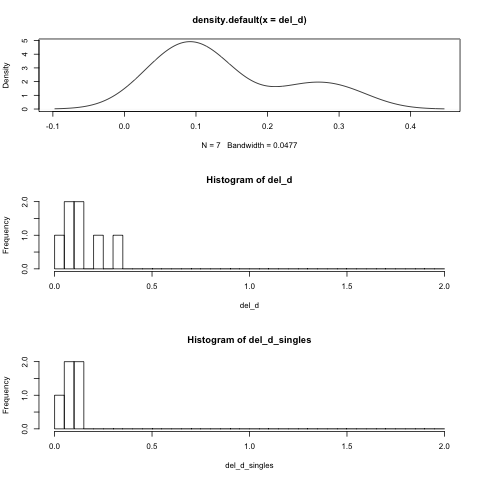 density.default(x = del_d)
Density
0 1 2 3 4 5
-0.1 0.0 0.1 0.2 0.3 0.4
N = 7 Bandwidth = 0.0477
Histogram of del_d
Frequency
0.0 1.0 2.0
0.0 0.5 1.0 1.5 2.0
del_d
Histogram of del_d_singles
Frequency
0.0 1.0 2.0
0.0 0.5 1.0 1.5 2.0
del_d_singles